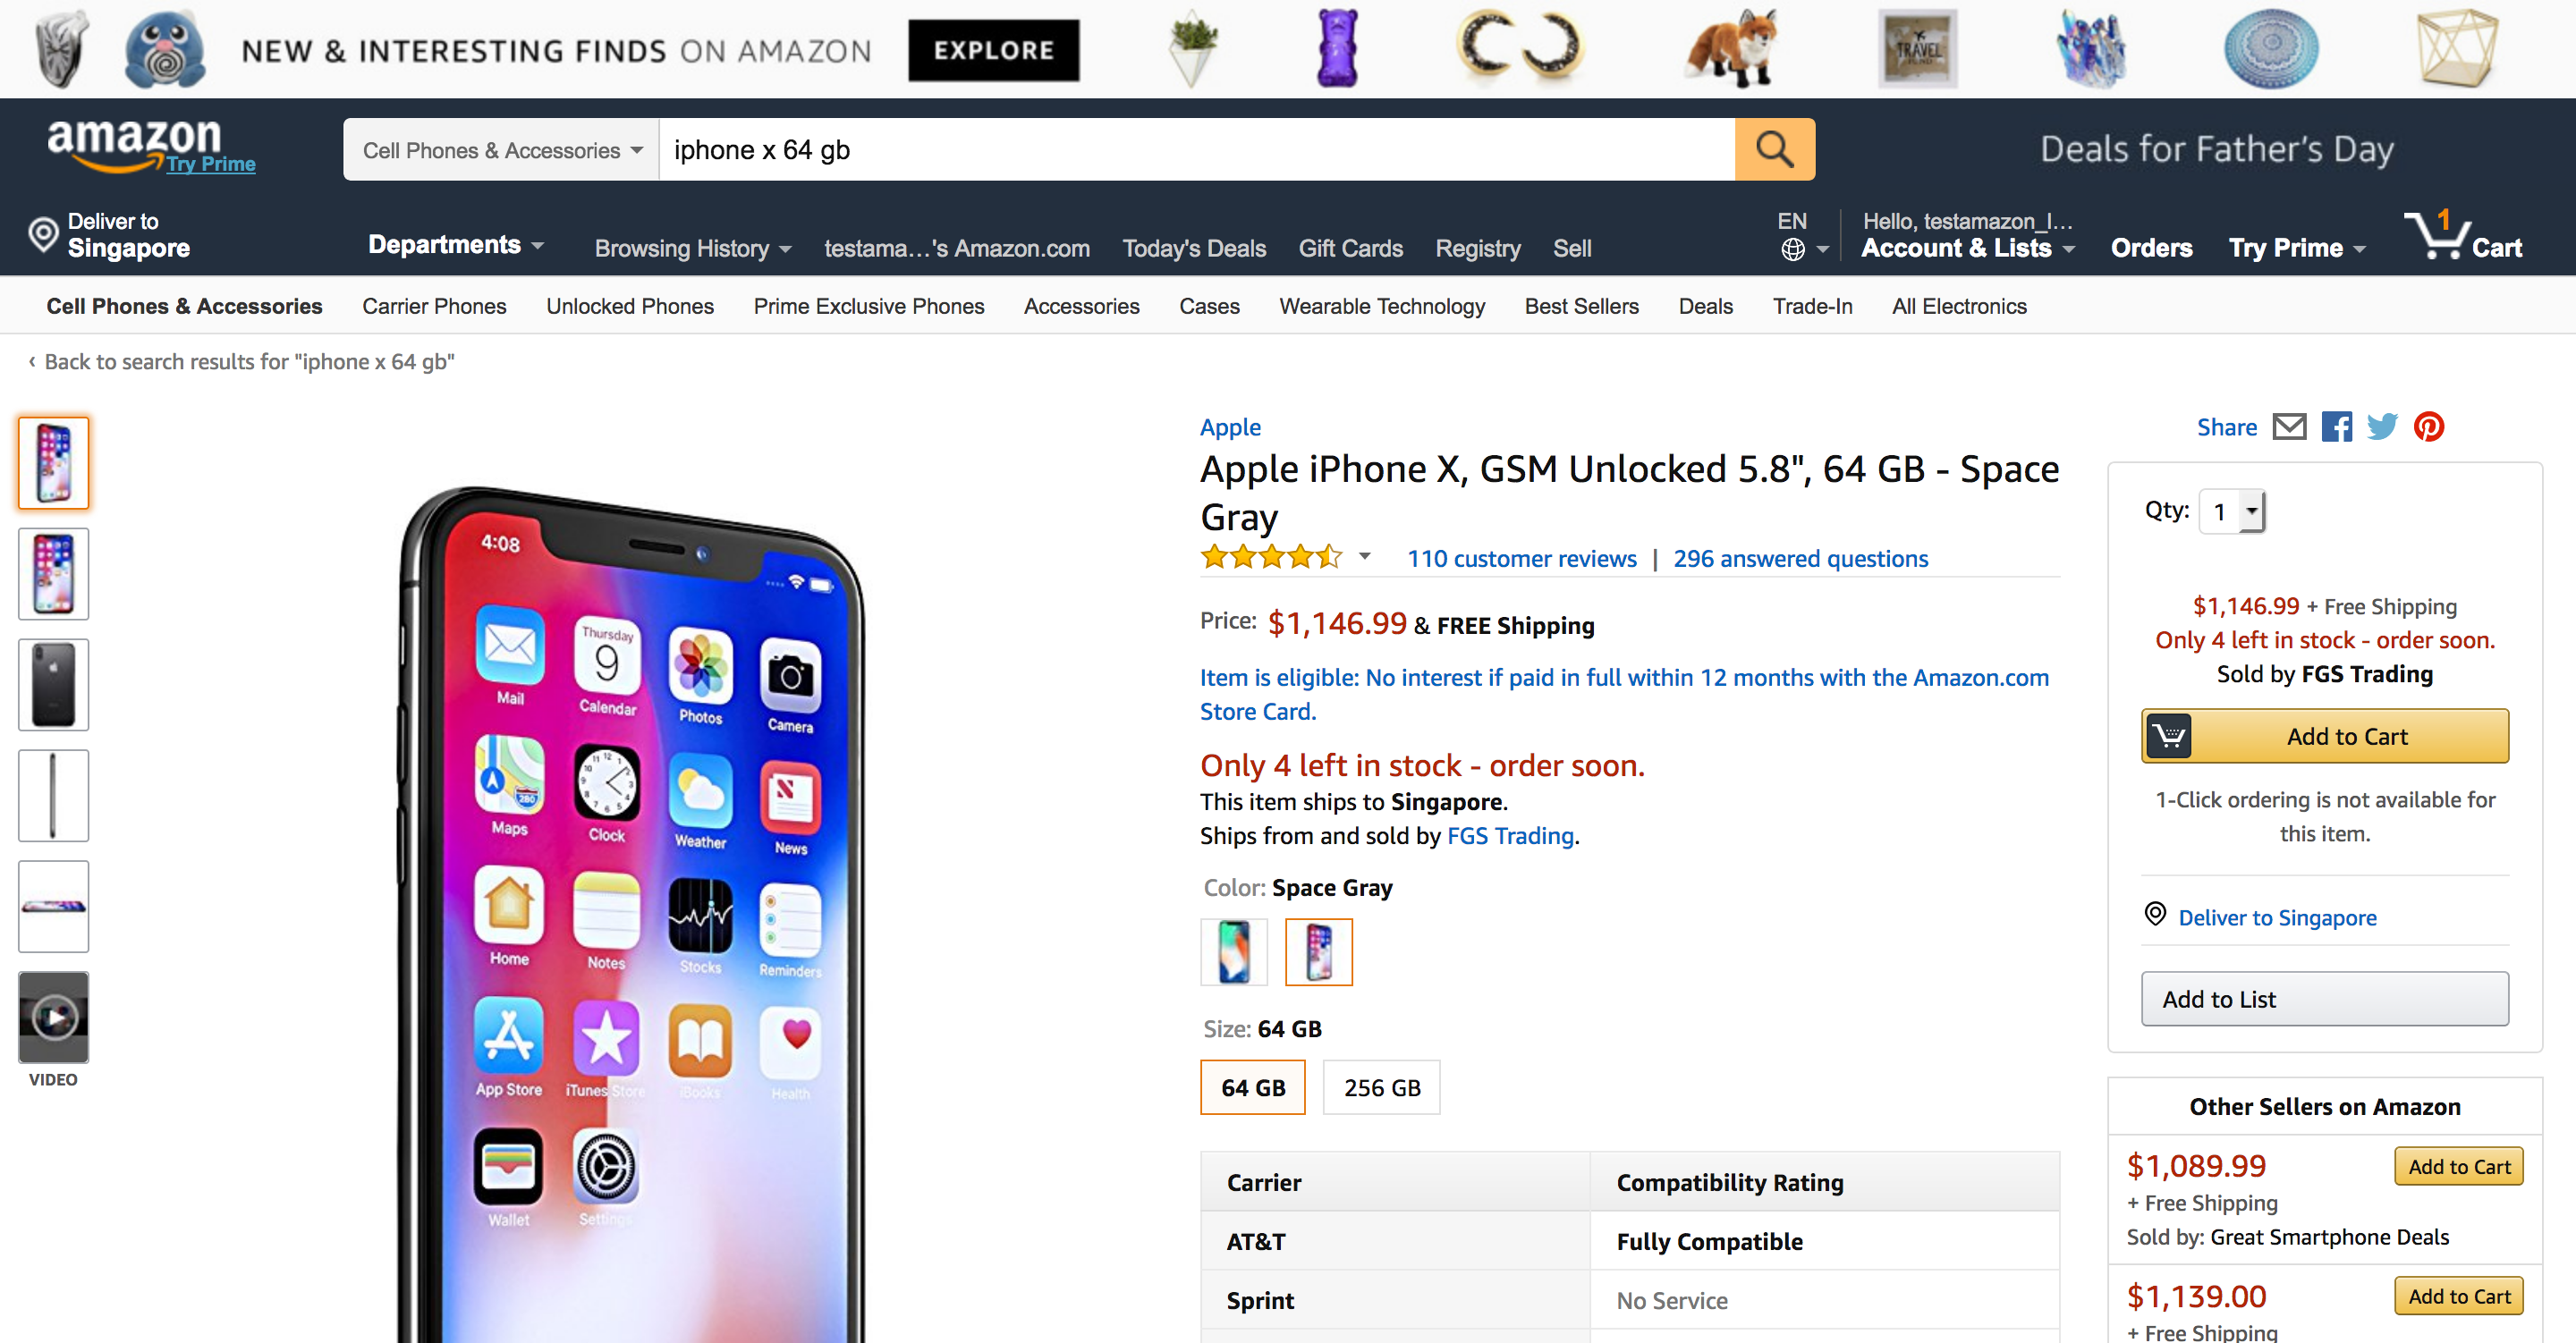 NEW & INTERESTING FINDS ON AMAZON
EXPLORE
TRAVEL
FUND
amazon
Try Prime
Cell Phones & Accessories
iphone x 64 gb
Deals for Father's Day
Deliver to
Singapore
Departments
Browsing History
testama...'s Amazon.com
Today's Deals
Gift Cards
Registry
Sell
EN
Hello, testamazon_l...
Account & Lists
Orders
Try Prime
1
Cart
Cell Phones & Accessories
Carrier Phones
Unlocked Phones
Prime Exclusive Phones
Accessories
Cases
Wearable Technology
Best Sellers
Deals
Trade-In
All Electronics
‹ Back to search results for "iphone x 64 gb"
VIDEO
4:08
Thursday
9
Mail
Calendar
Photos
Camera
280
Maps
Clock
Weather
News
Home
Notes
Stocks
Reminders
App Store
iTunes Store
iBooks
Health
Wallet
Settings
Apple
Apple iPhone X, GSM Unlocked 5.8", 64 GB - Space
Gray
110 customer reviews | 296 answered questions
Price: $1,146.99 & FREE Shipping
Item is eligible: No interest if paid in full within 12 months with the Amazon.com
Store Card.
Only 4 left in stock - order soon.
This item ships to Singapore.
Ships from and sold by FGS Trading.
Color: Space Gray
Size: 64 GB
64 GB
256 GB
Carrier
Compatibility Rating
AT&T
Fully Compatible
Sprint
No Service
Share
Qty: 1
$1,146.99 + Free Shipping
Only 4 left in stock - order soon.
Sold by FGS Trading
Add to Cart
1-Click ordering is not available for
this item.
Deliver to Singapore
Add to List
Other Sellers on Amazon
$1,089.99
Add to Cart
+ Free Shipping
Sold by: Great Smartphone Deals
$1,139.00
Add to Cart
+ Free Shipping